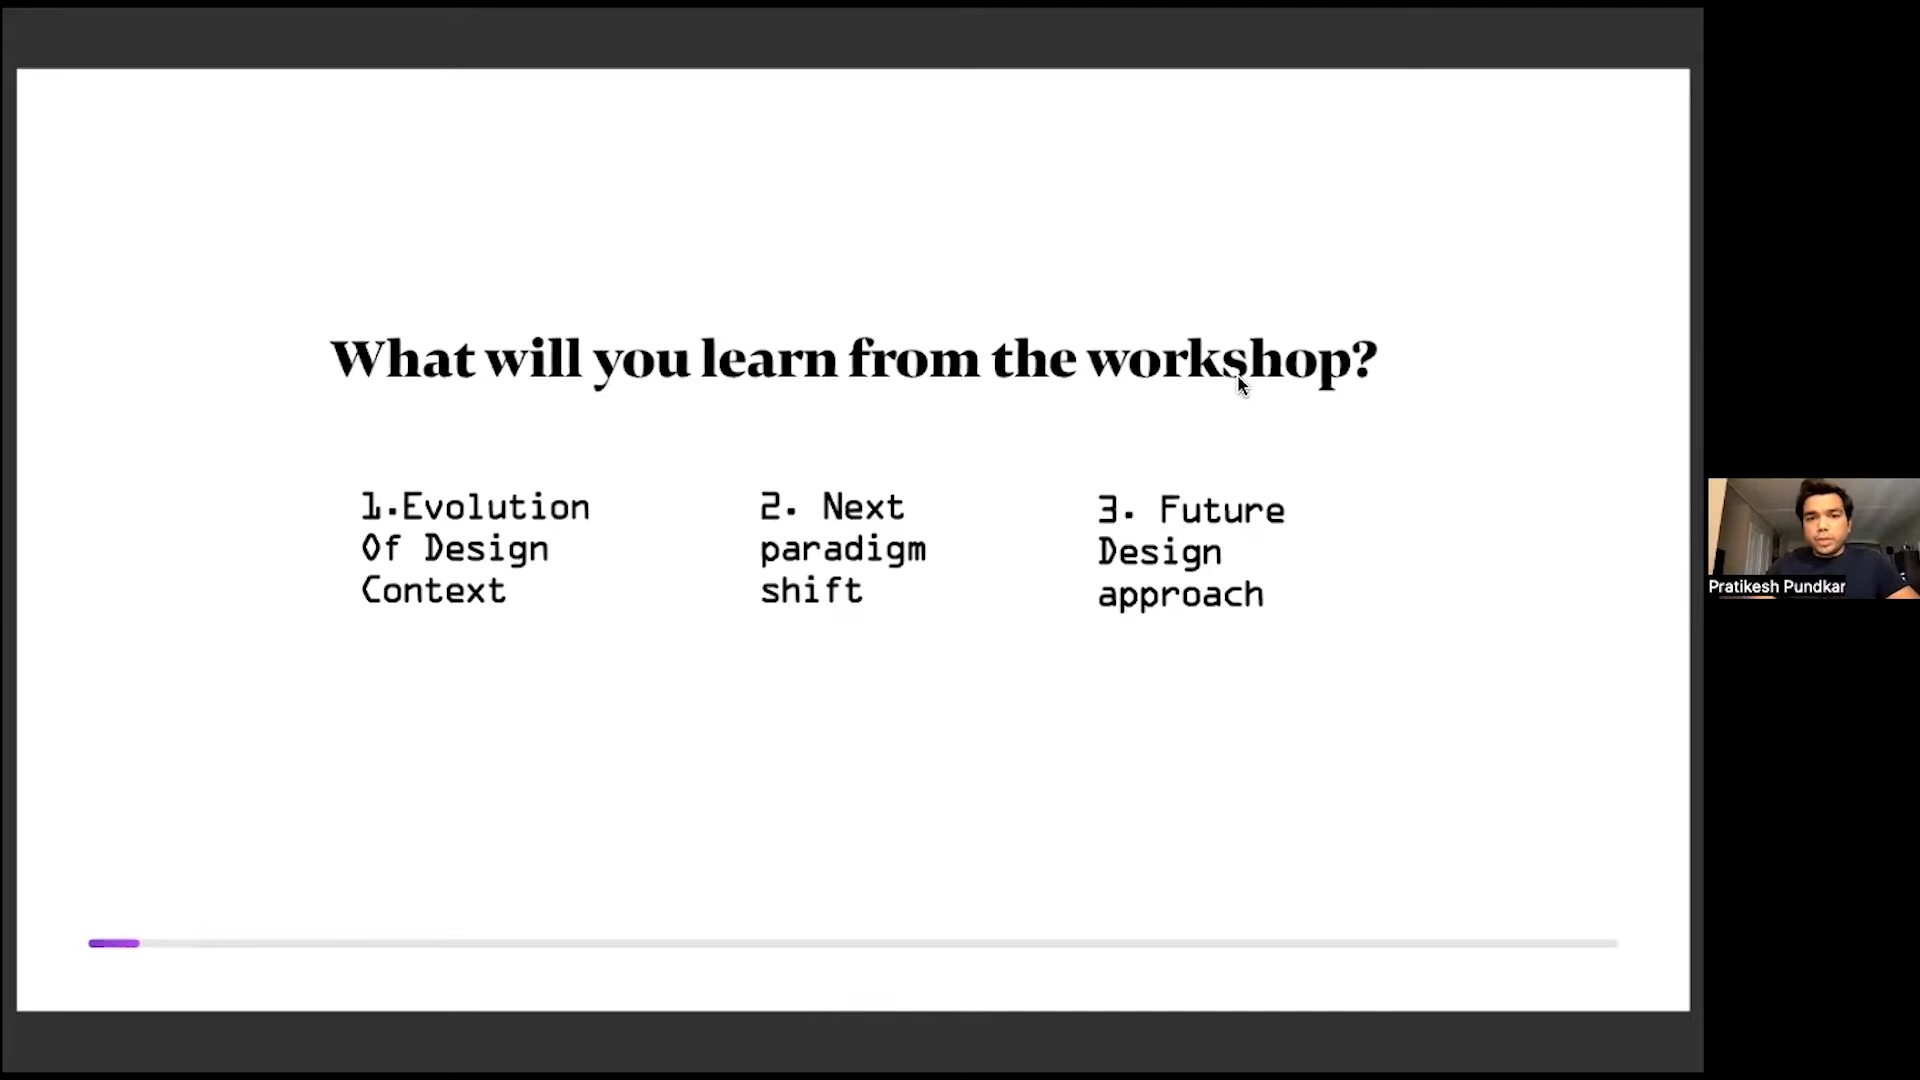 What will you learn from the workshop?
1.Evolution
Of Design
Context
2. Next
paradigm
shift
3. Future
Design
approach
Pratikesh Pundkar